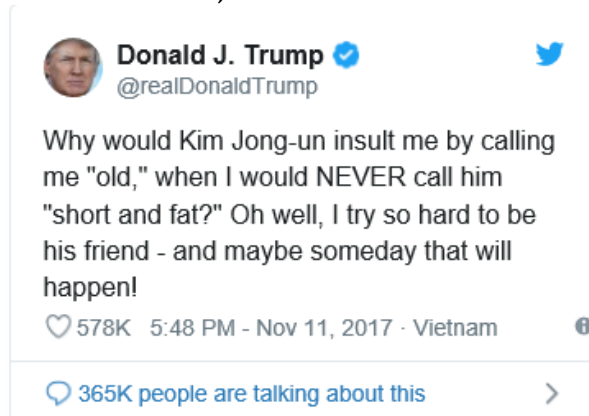 Donald J. Trump
@realDonaldTrump
Why would Kim Jong-un insult me by calling
me "old," when I would NEVER call him
"short and fat?" Oh well, I try so hard to be
his friend - and maybe someday that will
happen!
578K 5:48 PM - Nov 11, 2017 · Vietnam
365K people are talking about this